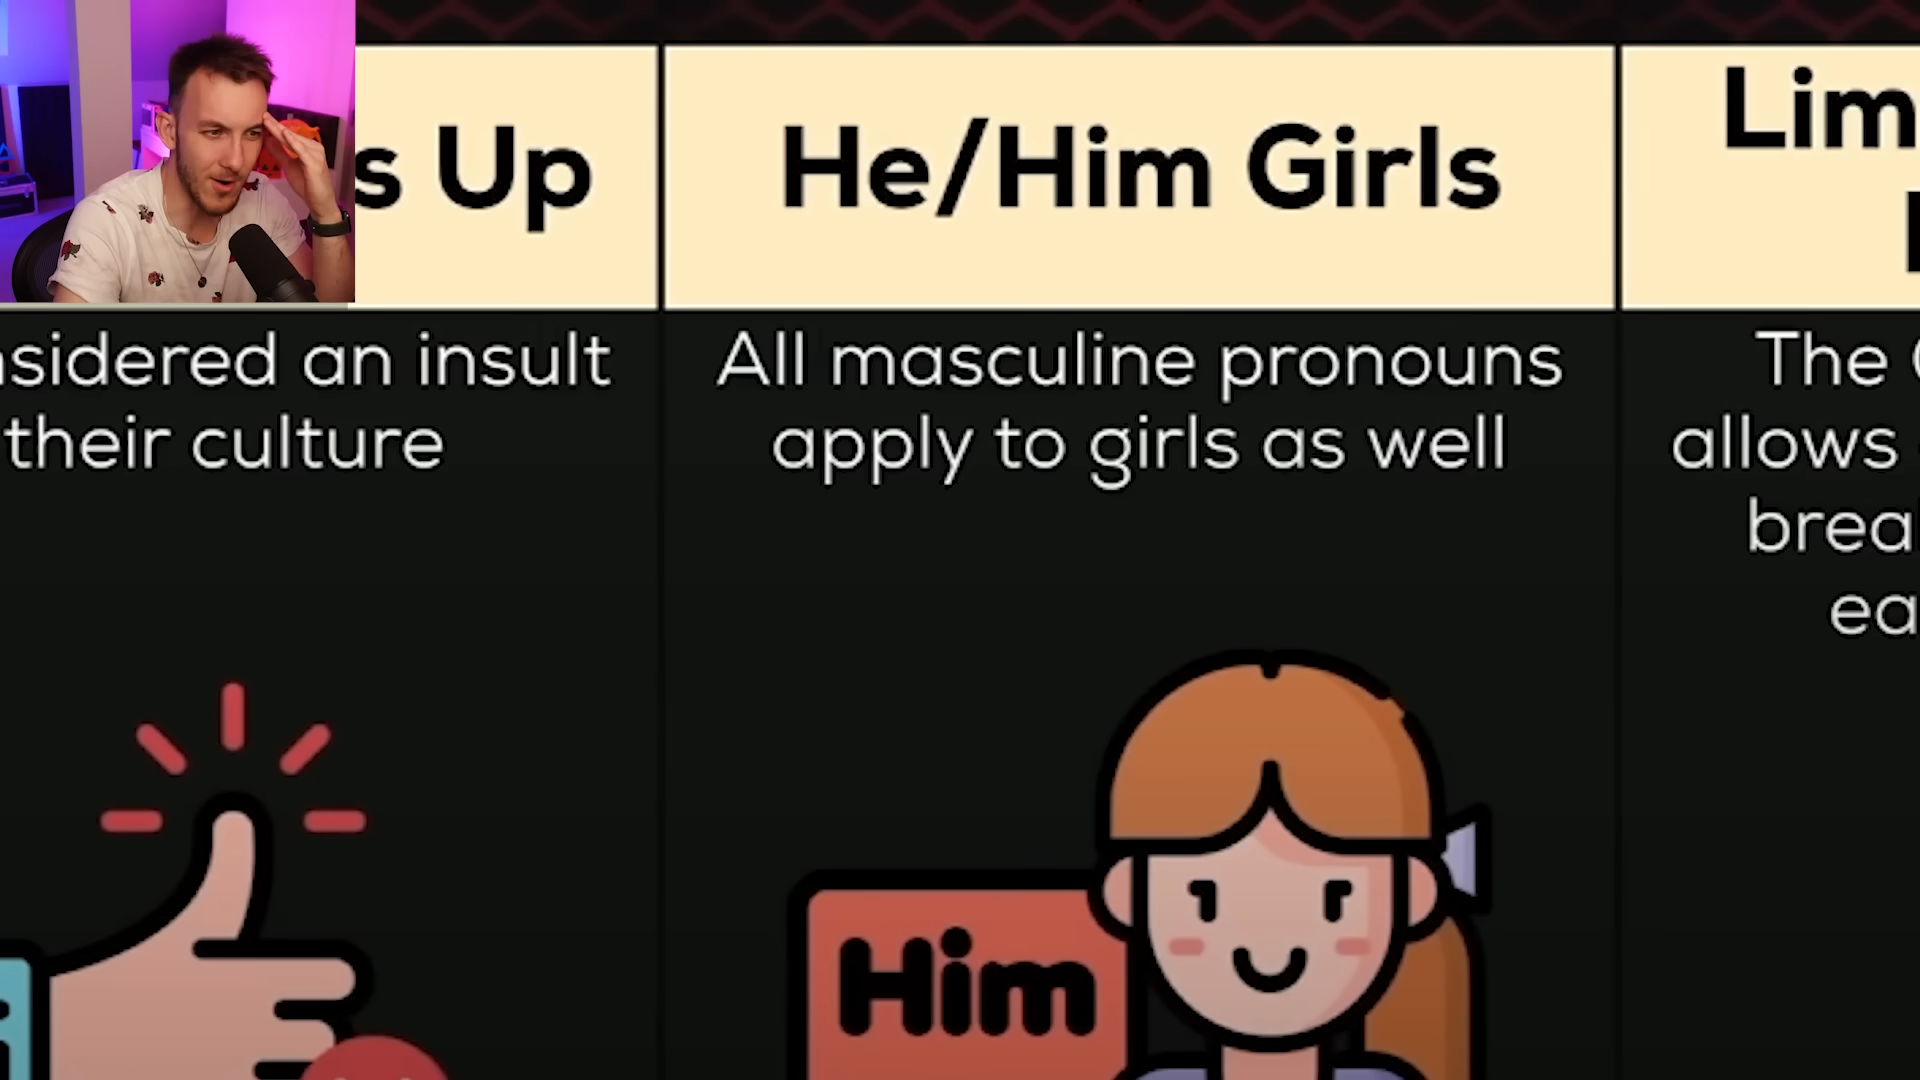 s Up
nsidered an insult
their culture
He/Him Girls
All masculine pronouns
apply to girls as well
Him
Lim
The
allows
brea
ea